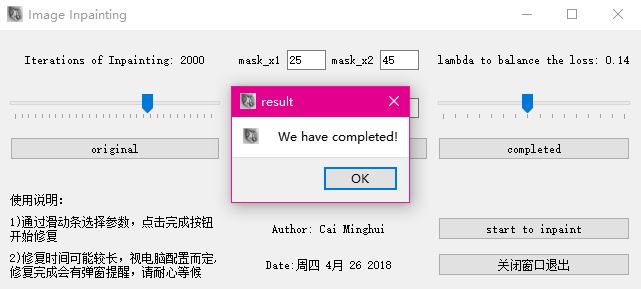 Image Inpainting
Iterations of Inpainting: 2000
mask_x1 25 mask_x2 45
lambda to balance the loss: 0.14
result
We have completed!
OK
original
completed
使用说明:
1)通过滑动条选择参数，点击完成按钮
开始修复
2)修复时间可能较长，视电脑配置而定，
修复完成会有弹窗提醒，请耐心等候
Author: Cai Minghui
Date:周四 4月 26 2018
start to inpaint
关闭窗口退出